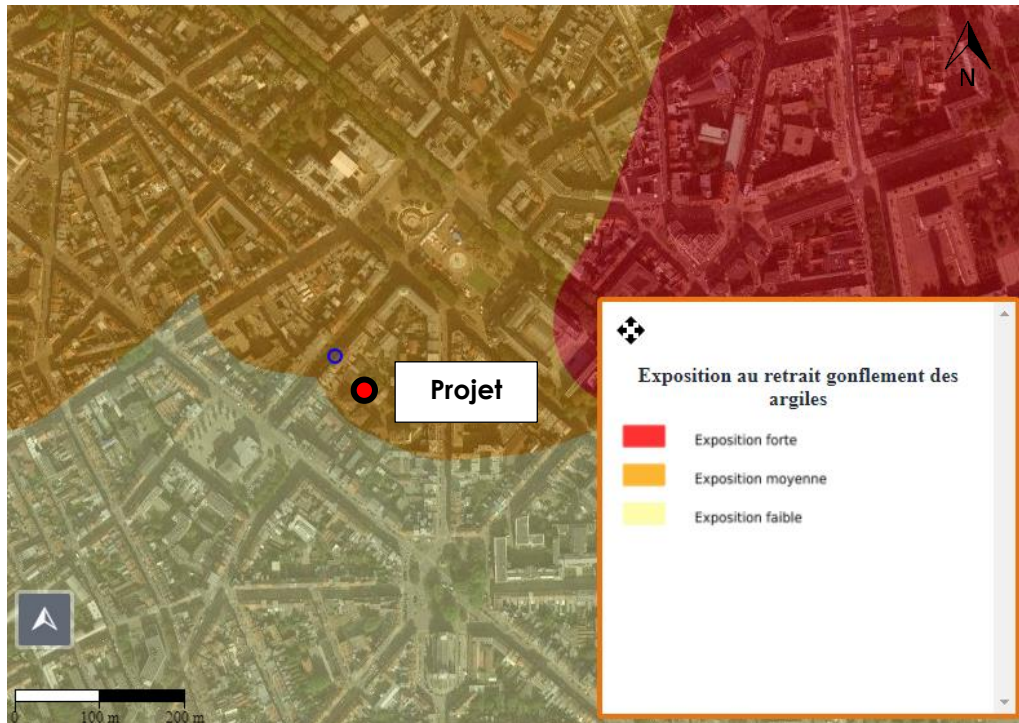 N
Projet
Exposition au retrait gonflement des
argiles
Exposition forte
Exposition moyenne
Exposition faible
0 100 m 200 m